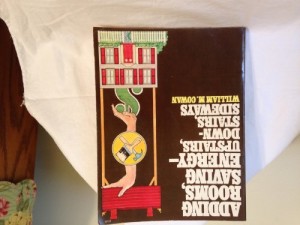 ADDING
ROOMS,
SAVING
ENERGY—
UPSTAIRS,
DOWN-
STAIRS,
SIDEWAYS
WILLIAM M. COWAN